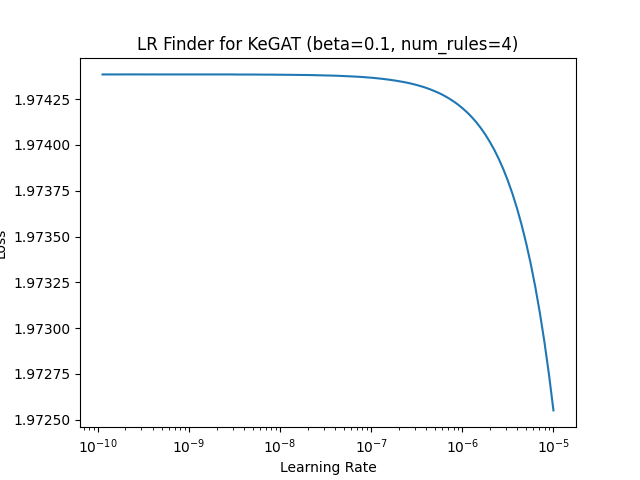 LR Finder for KeGAT (beta=0.1, num_rules=4)
1.97425
1.97400
1.97375
1.97350
1.97325
1.97300
1.97275
1.97250
Loss
10⁻¹⁰ 10⁻⁹ 10⁻⁸ 10⁻⁷ 10⁻⁶ 10⁻⁵
Learning Rate